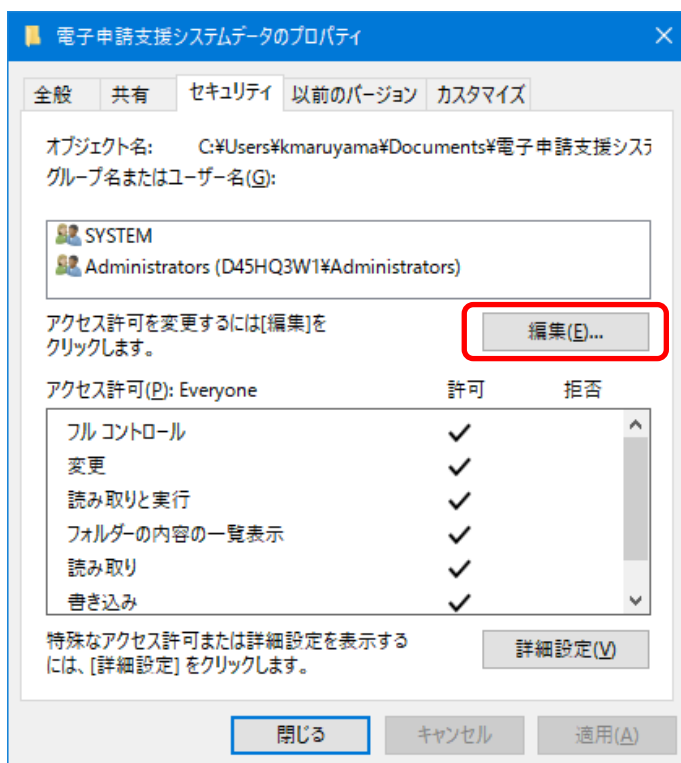 電子申請支援システムデータのプロパティ
全般 共有 セキュリティ 以前のバージョン カスタマイズ
オブジェクト名: C:¥Users¥kmaruyama¥Documents¥電子申請支援システ
グループ名またはユーザー名(G):
SYSTEM
Administrators (D45HQ3W1¥Administrators)
アクセス許可を変更するには[編集]を
クリックします。
編集(E)...
アクセス許可(P): Everyone 許可 拒否
フル コントロール
変更
読み取りと実行
フォルダーの内容の一覧表示
読み取り
書き込み
特殊なアクセス許可または詳細設定を表示する
には、[詳細設定] をクリックします。
詳細設定(V)
閉じる キャンセル 適用(A)